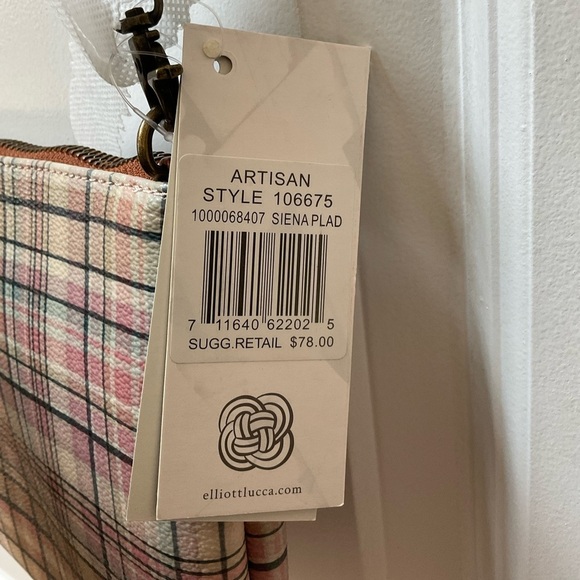 ARTISAN
STYLE 106675
1000068407 SIENA PLAD
7 11640 62202 5
SUGG.RETAIL $78.00
elliottlucca.com